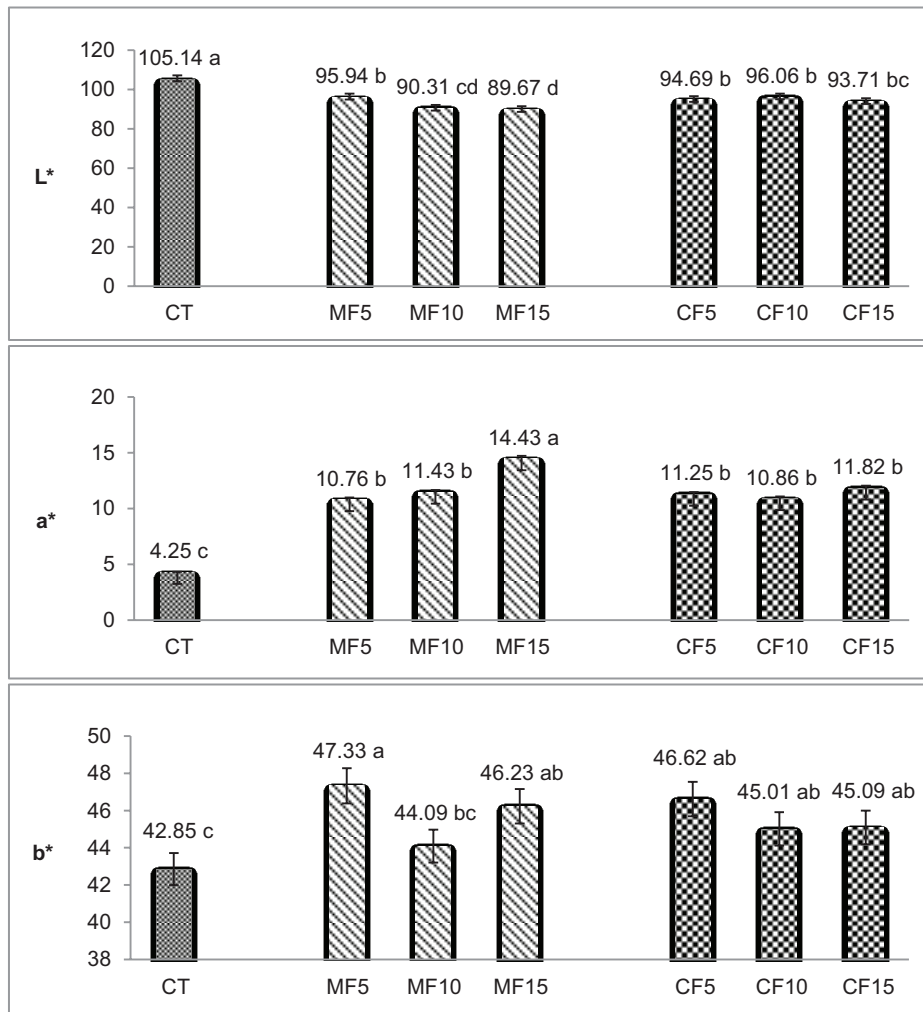 105.14 a
95.94 b
90.31 cd
89.67 d
94.69 b
96.06 b
93.71 bc
120
100
80
60
40
20
0
L*
CT MF5 MF10 MF15 CF5 CF10 CF15
4.25 c
10.76 b
11.43 b
14.43 a
11.25 b
10.86 b
11.82 b
20
15
10
5
0
a*
CT MF5 MF10 MF15 CF5 CF10 CF15
42.85 c
47.33 a
44.09 bc
46.23 ab
46.62 ab
45.01 ab
45.09 ab
50
48
46
44
42
40
38
b*
CT MF5 MF10 MF15 CF5 CF10 CF15